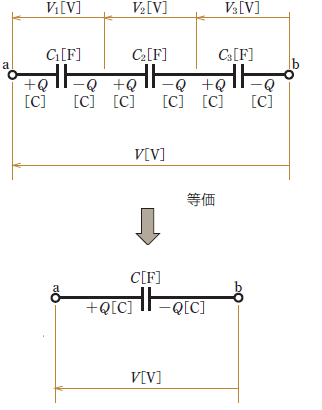 V₁[V] V₂[V] V₃[V]
C₁[F] C₂[F] C₃[F]
a b
+Q −Q +Q −Q +Q −Q
[C] [C] [C] [C] [C] [C]
V[V]
等価
C[F]
a b
+Q[C] −Q[C]
V[V]